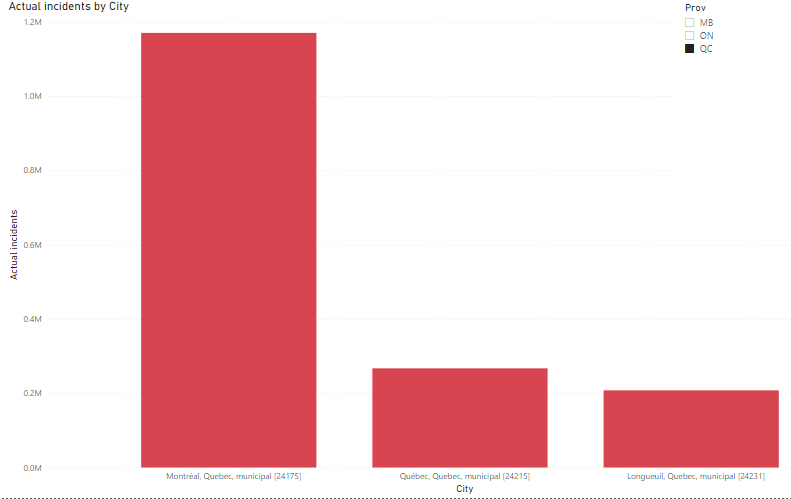 Actual incidents by City
Prov
MB
ON
QC
1.2M
1.0M
0.8M
0.6M
0.4M
0.2M
0.0M
Actual incidents
Montréal, Quebec, municipal [24175]
Québec, Quebec, municipal [24215]
Longueuil, Quebec, municipal [24231]
City